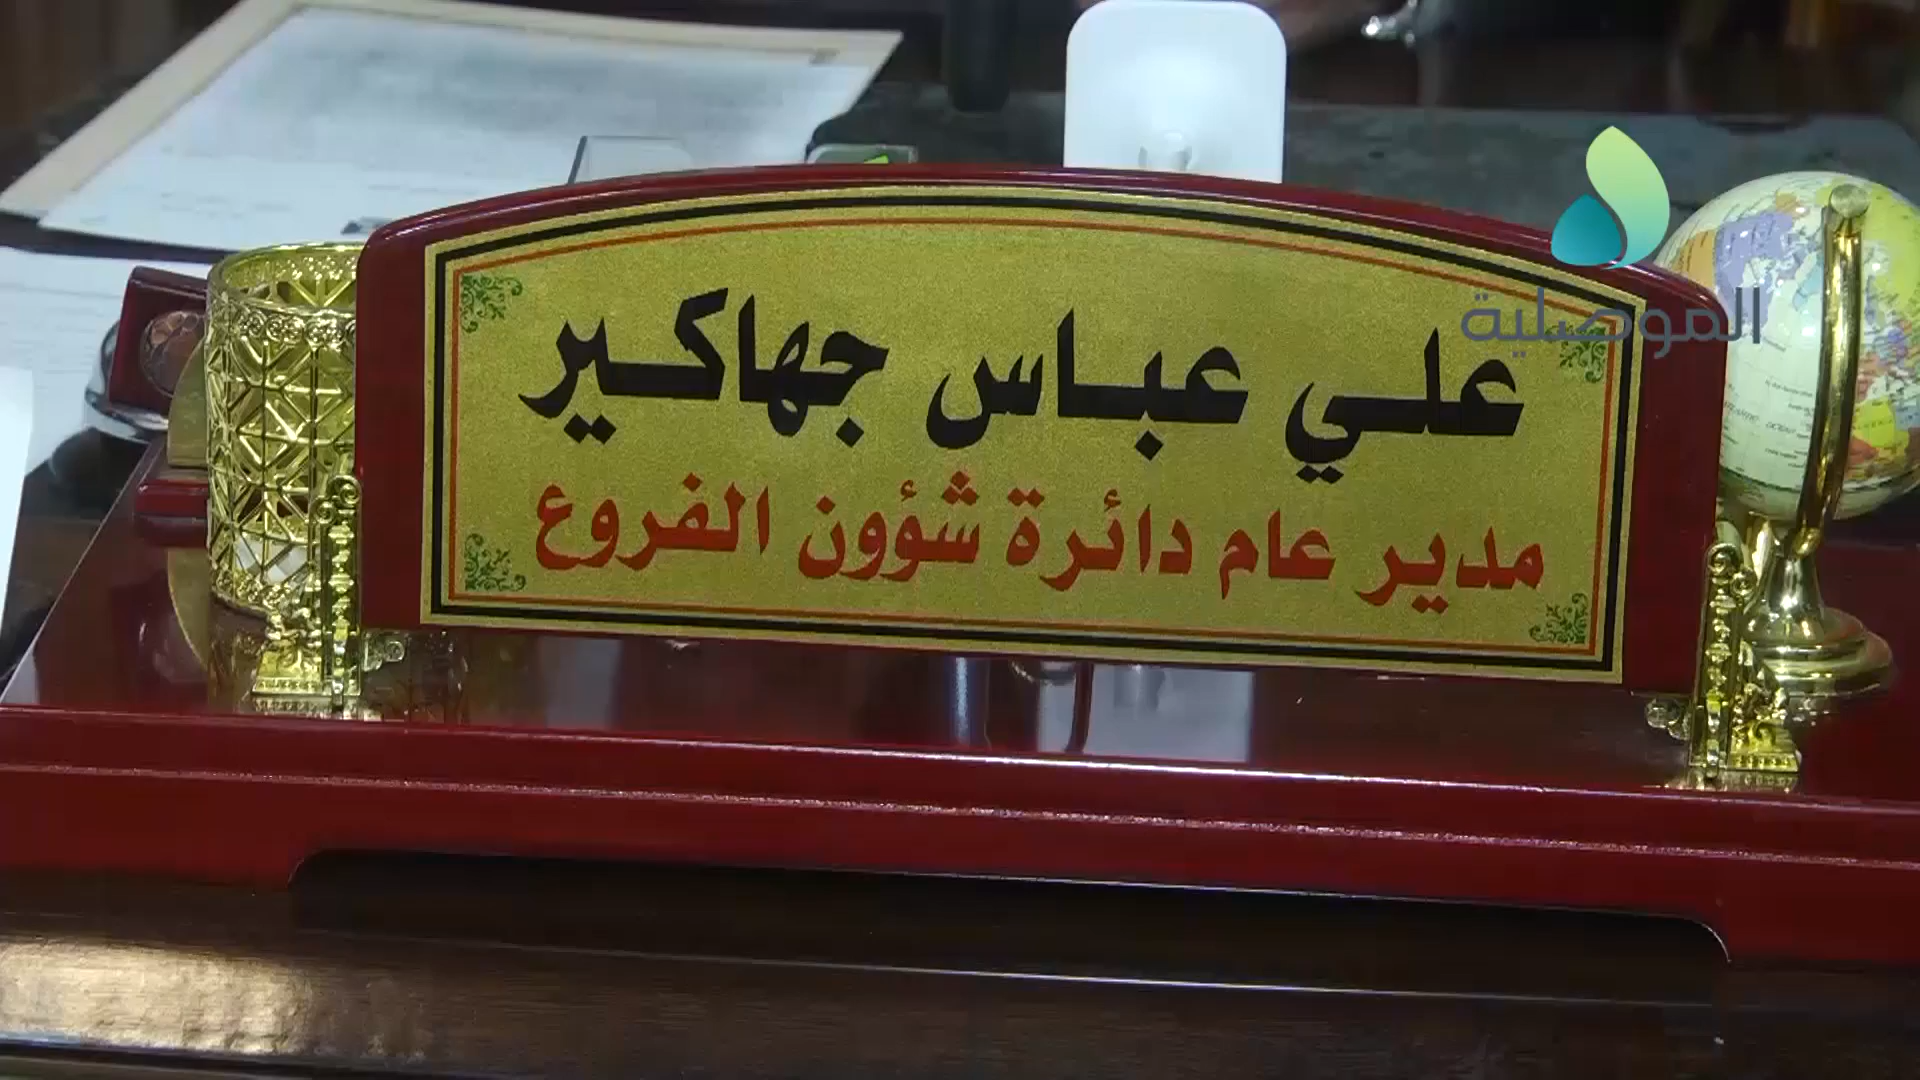 الموصلية
علي عباس جهاكير
مدير عام دائرة شؤون الفروع